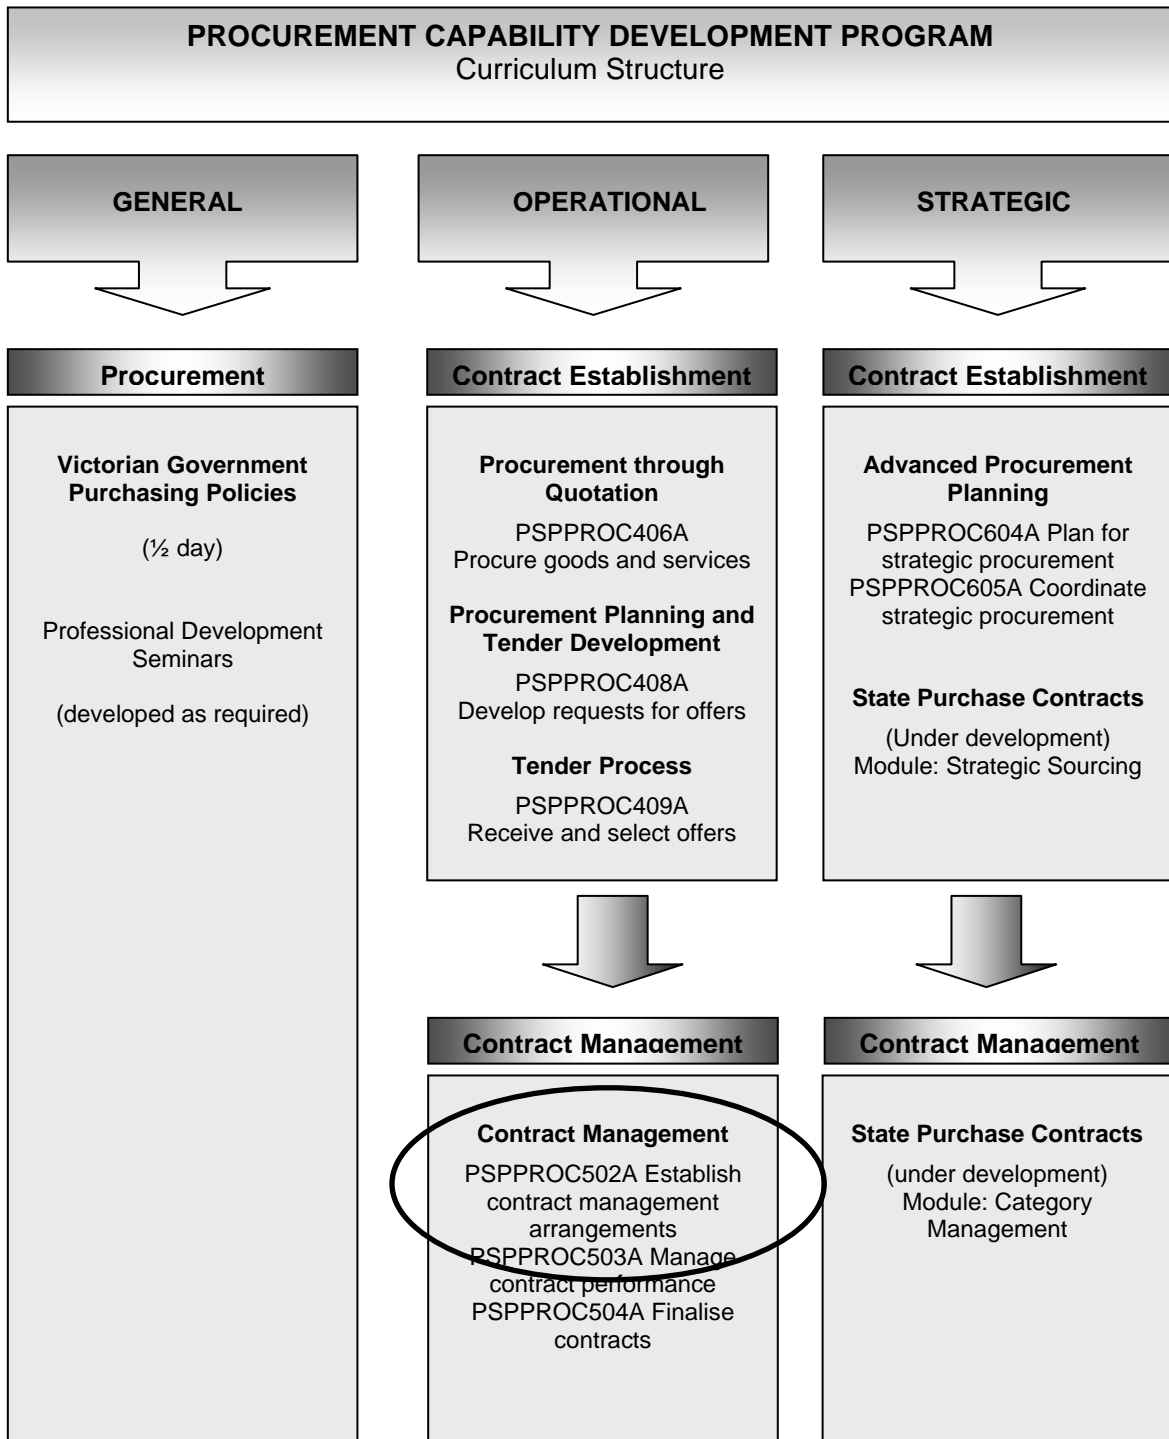 PROCUREMENT CAPABILITY DEVELOPMENT PROGRAM
Curriculum Structure
GENERAL
OPERATIONAL
STRATEGIC
Procurement
Victorian Government
Purchasing Policies
(½ day)
Professional Development
Seminars
(developed as required)
Contract Establishment
Procurement through
Quotation
PSPPROC406A
Procure goods and services
Procurement Planning and
Tender Development
PSPPROC408A
Develop requests for offers
Tender Process
PSPPROC409A
Receive and select offers
Contract Management
Contract Management
PSPPROC502A Establish
contract management
arrangements
PSPPROC503A Manage
contract performance
PSPPROC504A Finalise
contracts
Contract Establishment
Advanced Procurement
Planning
PSPPROC604A Plan for
strategic procurement
PSPPROC605A Coordinate
strategic procurement
State Purchase Contracts
(Under development)
Module: Strategic Sourcing
Contract Management
State Purchase Contracts
(under development)
Module: Category
Management